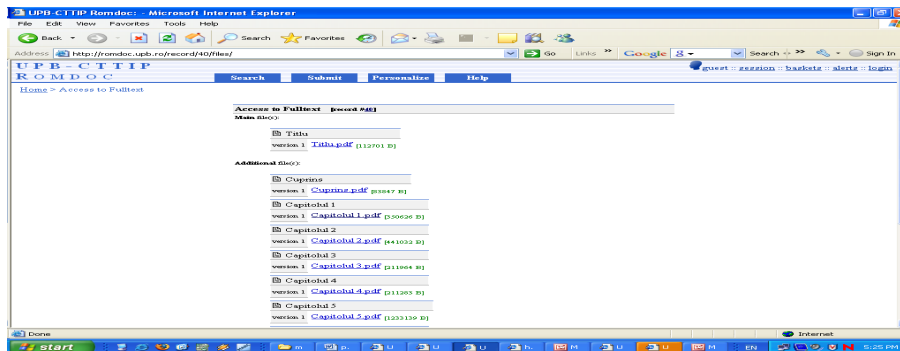 UPB-CTTIP Romdoc: - Microsoft Internet Explorer
File Edit View Favorites Tools Help
Back Search Favorites
Address http://romdoc.upb.ro/record/40/files/ Go Links » Google Search » Sign In
UPB-CTTIP
ROMDOC
guest :: session :: baskets :: alerts :: login
Search Submit Personalize Help
Home > Access to Fulltext
Access to Fulltext [record #40]
Main file(s):
Titlu
version 1 Titlu.pdf [112701 B]
Additional file(s):
Cuprins
version 1 Cuprins.pdf [83847 B]
Capitolul 1
version 1 Capitolul 1.pdf [350626 B]
Capitolul 2
version 1 Capitolul 2.pdf [441032 B]
Capitolul 3
version 1 Capitolul 3.pdf [211964 B]
Capitolul 4
version 1 Capitolul 4.pdf [211263 B]
Capitolul 5
version 1 Capitolul 5.pdf [1233139 B]
Done Internet
start m p. U U U h. M U U M EN 5:25 PM